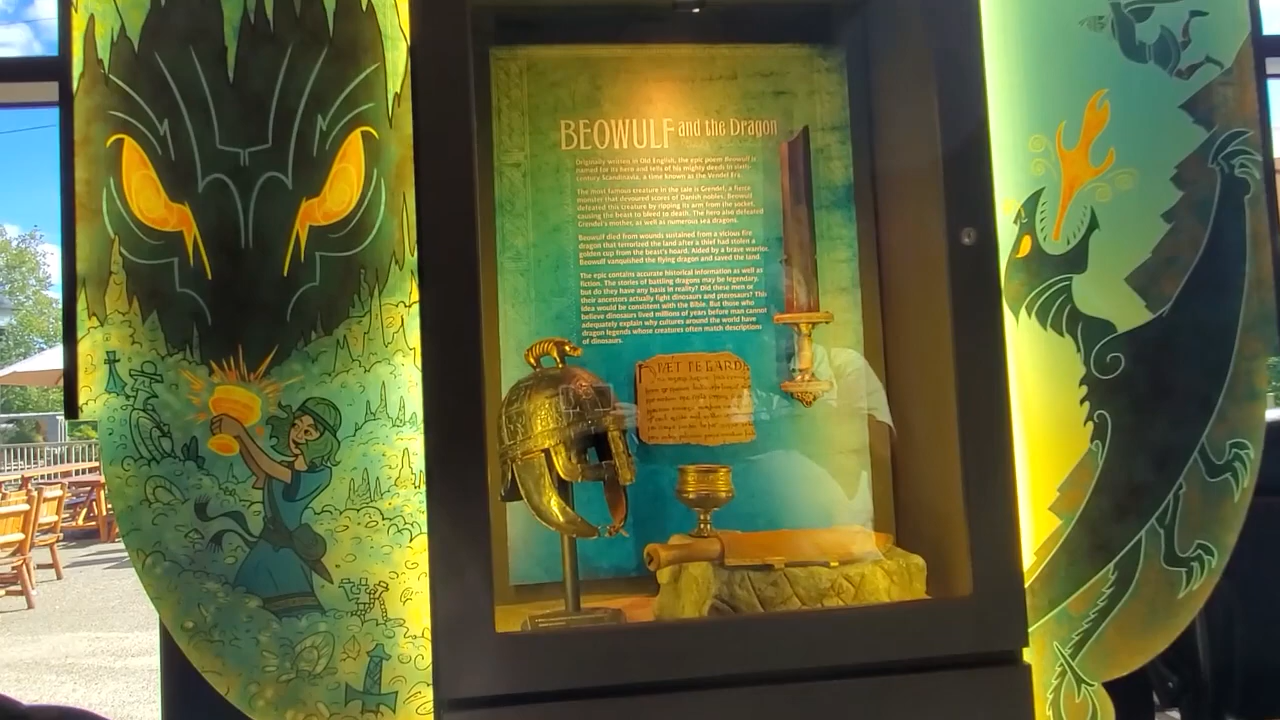 BEOWULF and the Dragon
Originally written in Old English, the epic poem Beowulf is
named for its hero and tells of his mighty deeds in sixth-
century Scandinavia, a time known as the Vendel Era.
The most famous creature in the tale is Grendel, a fierce
monster that devoured scores of Danish nobles. Beowulf
defeated this creature by ripping its arm from the socket,
causing the beast to bleed to death. The hero also defeated
Grendel's mother, as well as numerous sea dragons.
Beowulf died from wounds sustained from a vicious fire
dragon that terrorized the land after a thief had stolen a
golden cup from the beast's hoard. Aided by a brave warrior,
Beowulf vanquished the flying dragon and saved the land.
The epic contains accurate historical information as well as
fiction. The stories of battling dragons may be legendary,
but do they have any basis in reality? Did these men or
their ancestors actually fight dinosaurs and pterosaurs? This
idea would be consistent with the Bible. But those who
believe dinosaurs lived millions of years before man cannot
adequately explain why cultures around the world have
dragon legends whose creatures often match descriptions
of dinosaurs.